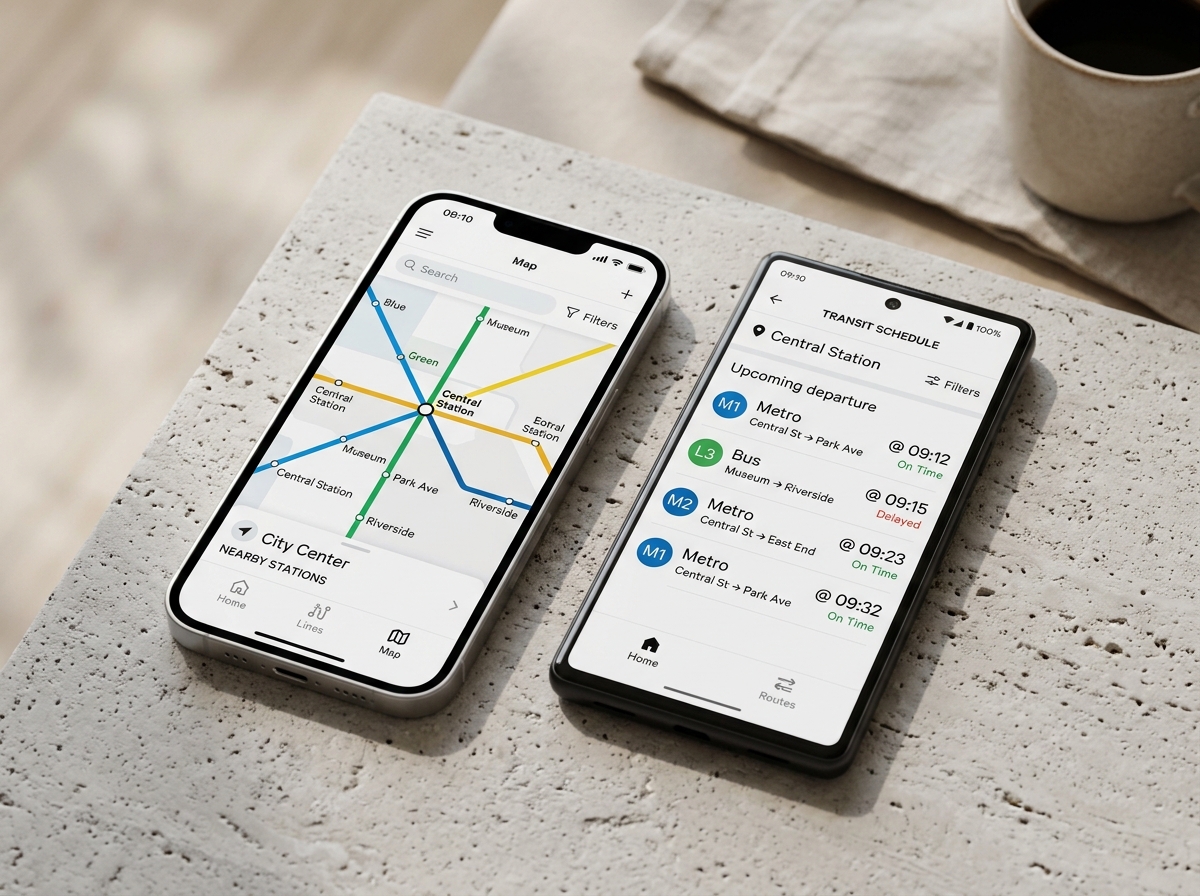 09:10
Map
Search
Filters
Blue
Museum
Green
Central
Station
Central
Station
Station
Museum
Central Station
Park Ave
Riverside
Riverside
City Center
NEARBY STATIONS
Home
Lines
Map
09:30
100%
TRANSIT SCHEDULE
Central Station
Filters
Upcoming departure
M1 Metro @ 09:12
Central St → Park Ave On Time
L3 Bus @ 09:15
Museum → Riverside Delayed
M2 Metro @ 09:23
Central St → East End On Time
M1 Metro @ 09:32
Central St → Park Ave On Time
Home
Routes